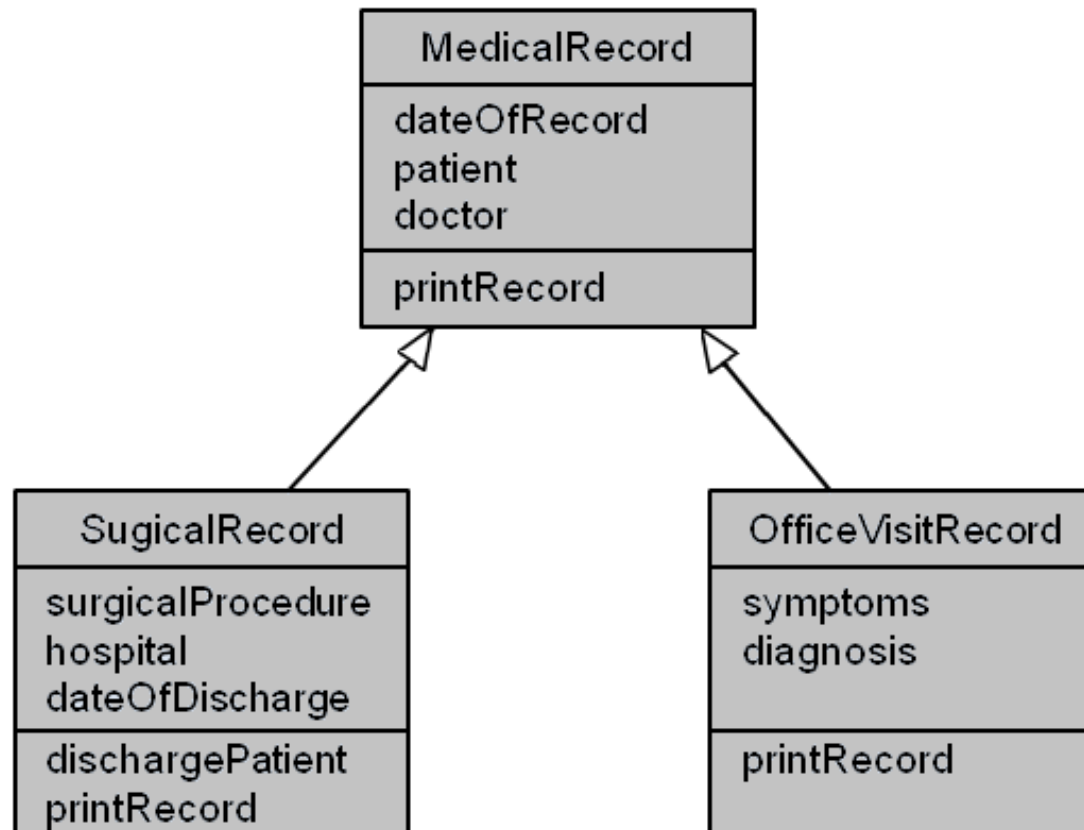 MedicalRecord
dateOfRecord
patient
doctor
printRecord
SugicalRecord
surgicalProcedure
hospital
dateOfDischarge
dischargePatient
printRecord
OfficeVisitRecord
symptoms
diagnosis
printRecord